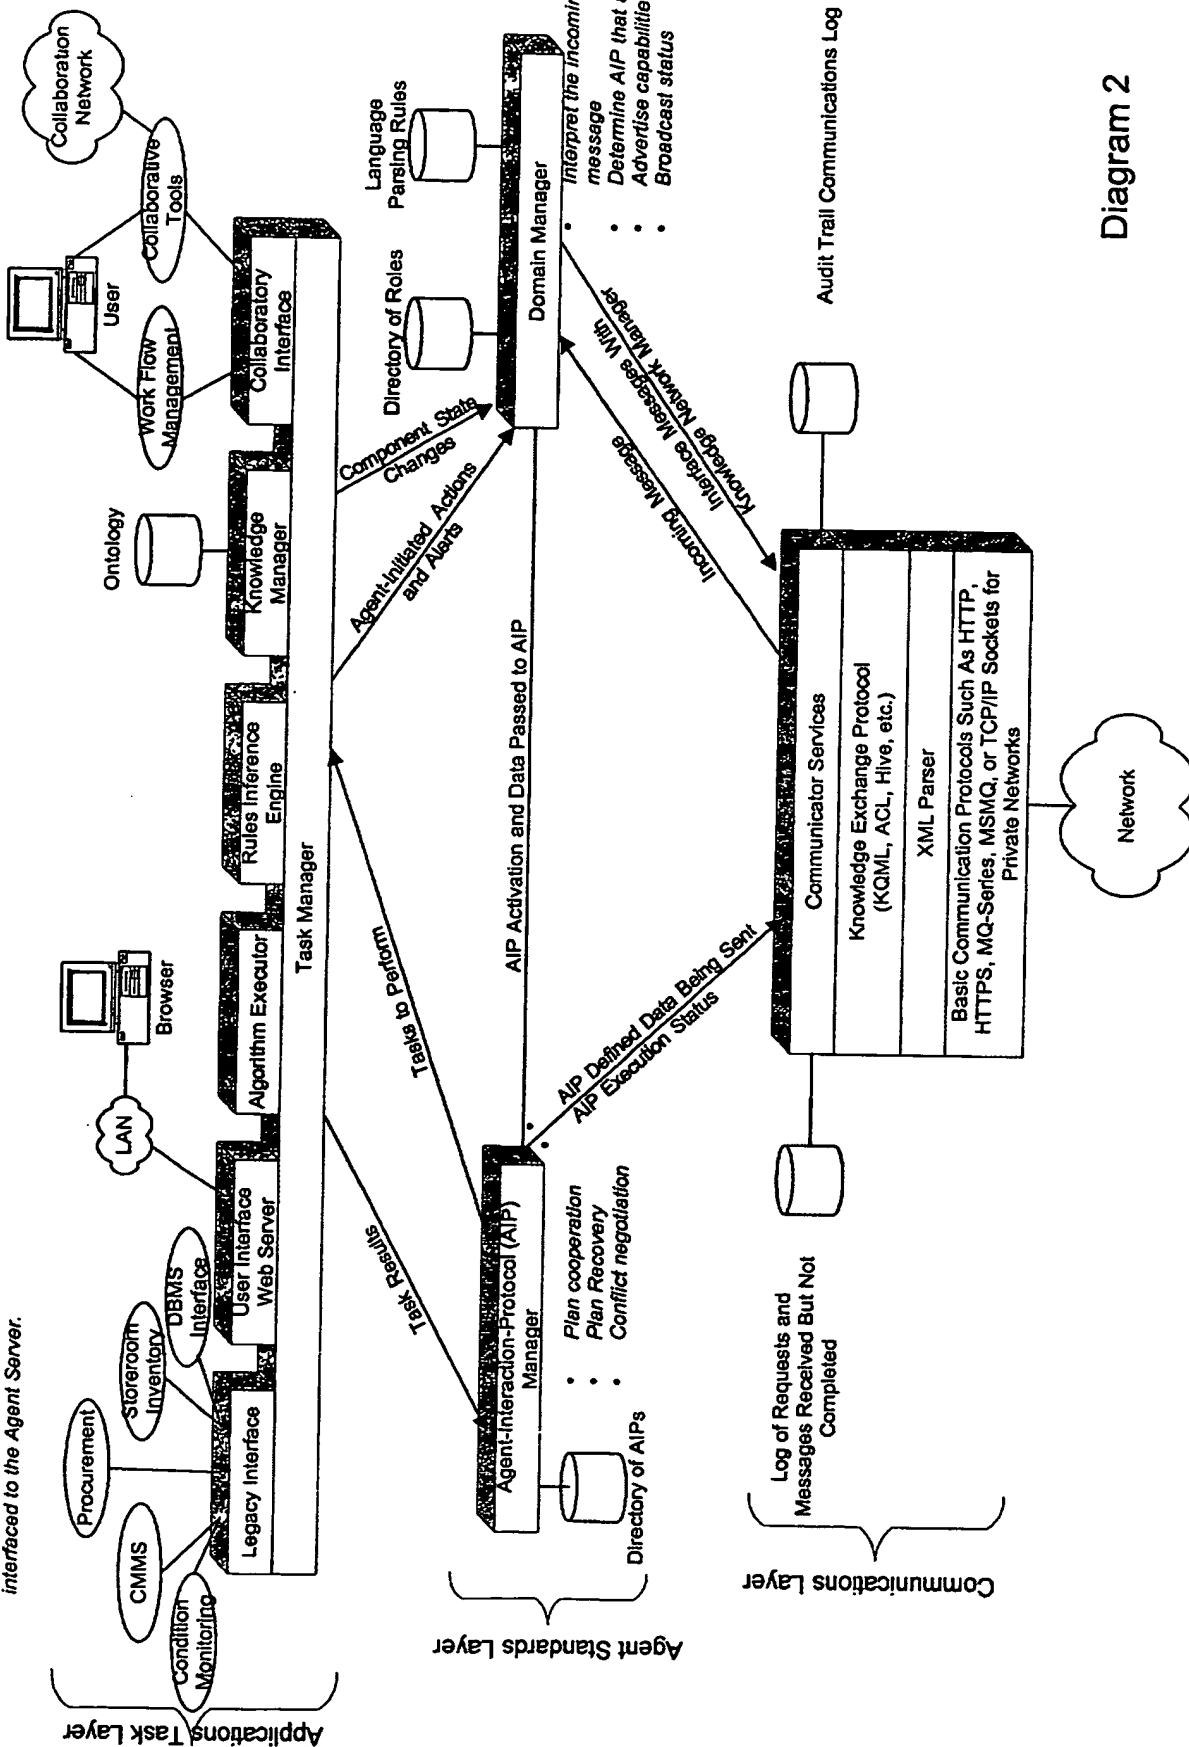 interfaced to the Agent Server.
Applications Task Layer
Condition
Monitoring
CMMS
Procurement
Storeroom
Inventory
DBMS
Interface
LAN
Browser
Ontology
Work Flow
Management
User
Collaborative
Tools
Collaboration
Network
Legacy Interface
User Interface
Web Server
Algorithm Executor
Rules Inference
Engine
Knowledge
Manager
Collaboratory
Interface
Task Manager
Task Results
Tasks to Perform
Agent-Initiated Actions
and Alerts
Component State
Changes
Directory of Roles
Language
Parsing Rules
Agent Standards Layer
Agent-Interaction-Protocol (AIP)
Manager
Directory of AIPs
• Plan cooperation
• Plan Recovery
• Conflict negotiation
AIP Activation and Data Passed to AIP
Domain Manager
• Interpret the incomin
message
• Determine AIP that
• Advertise capabilitie
Broadcast status
• AIP Defined Data Being Sent
• AIP Execution Status
Incoming Message
Interface Messages With
Knowledge Network Manager
Communications Layer
Log of Requests and
Messages Received But Not
Completed
Audit Trail Communications Log
Communicator Services
Knowledge Exchange Protocol
(KQML, ACL, Hive, etc.)
XML Parser
Basic Communication Protocols Such As HTTP,
HTTPS, MQ-Series, MSMQ, or TCP/IP Sockets for
Private Networks
Network
Diagram 2